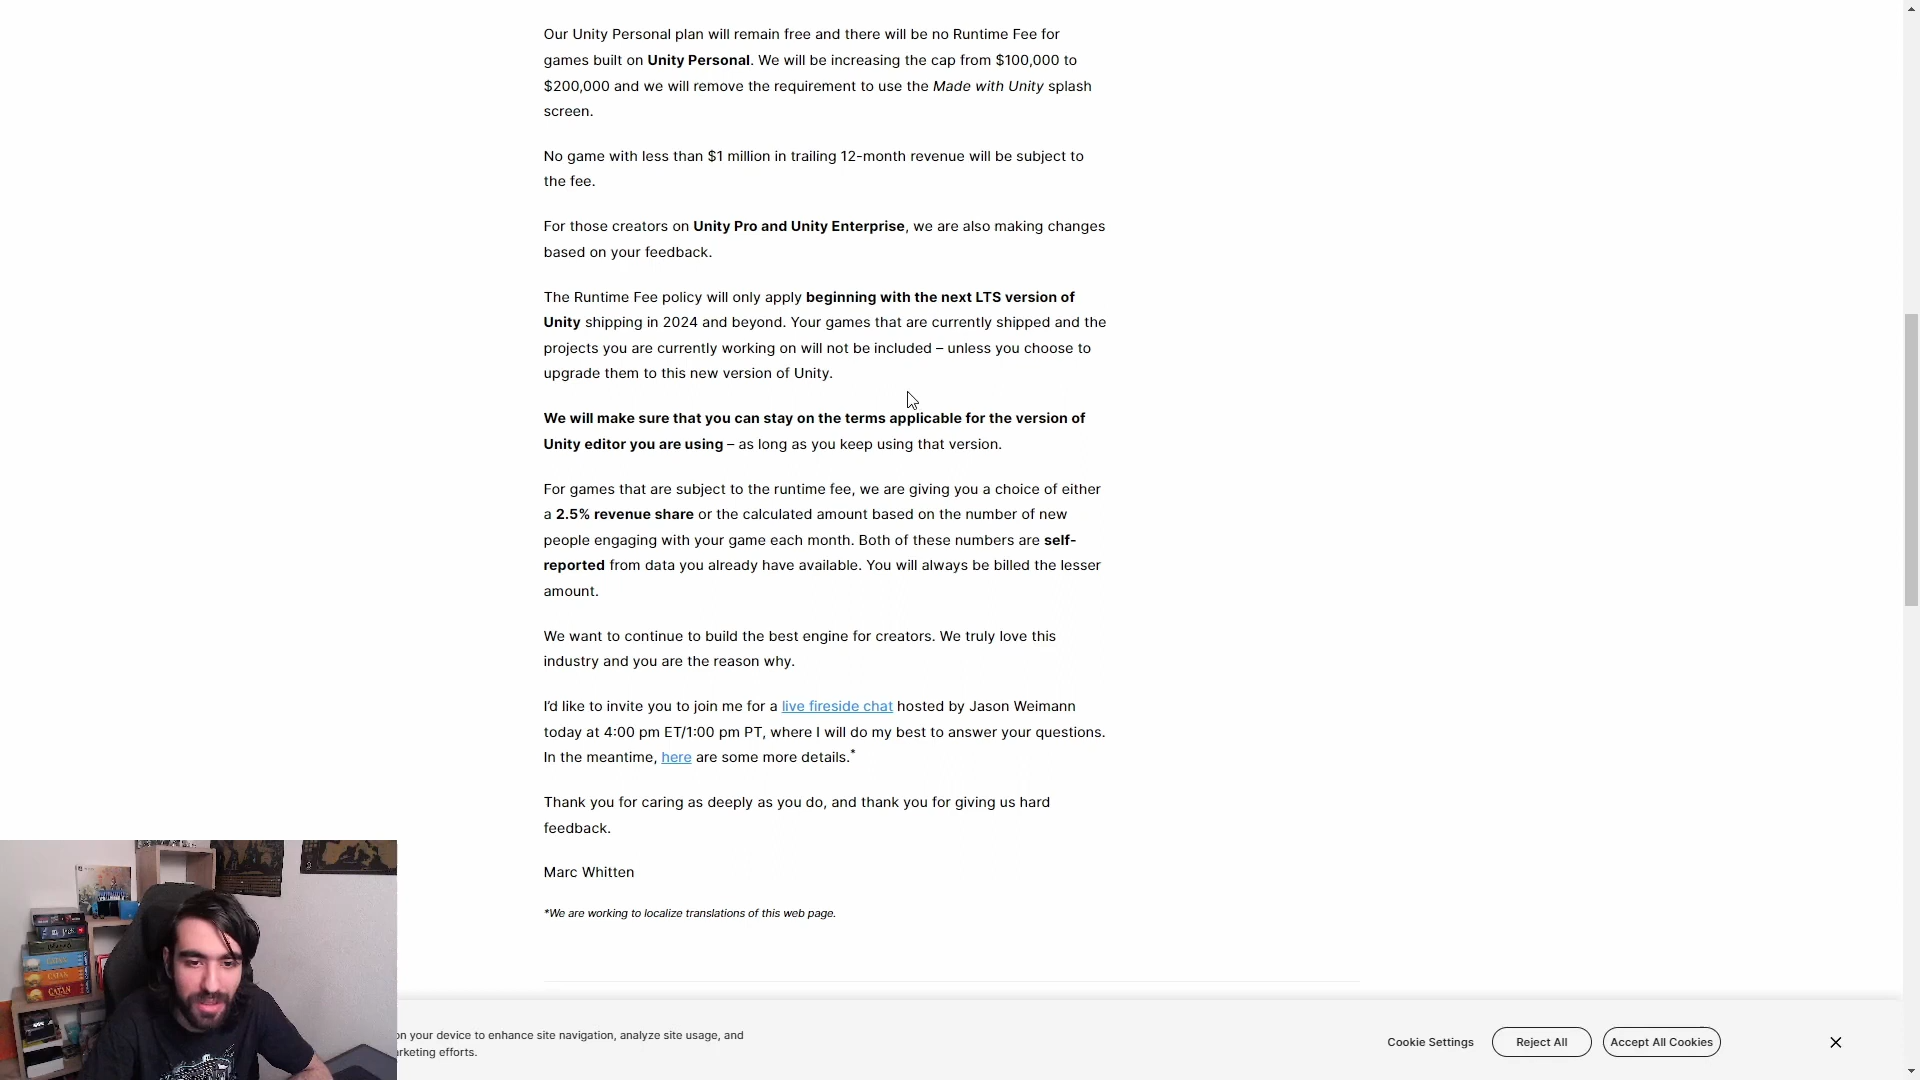 Our Unity Personal plan will remain free and there will be no Runtime Fee for
games built on Unity Personal. We will be increasing the cap from $100,000 to
$200,000 and we will remove the requirement to use the Made with Unity splash
screen.
No game with less than $1 million in trailing 12-month revenue will be subject to
the fee.
For those creators on Unity Pro and Unity Enterprise, we are also making changes
based on your feedback.
The Runtime Fee policy will only apply beginning with the next LTS version of
Unity shipping in 2024 and beyond. Your games that are currently shipped and the
projects you are currently working on will not be included – unless you choose to
upgrade them to this new version of Unity.
We will make sure that you can stay on the terms applicable for the version of
Unity editor you are using – as long as you keep using that version.
For games that are subject to the runtime fee, we are giving you a choice of either
a 2.5% revenue share or the calculated amount based on the number of new
people engaging with your game each month. Both of these numbers are self-
reported from data you already have available. You will always be billed the lesser
amount.
We want to continue to build the best engine for creators. We truly love this
industry and you are the reason why.
I'd like to invite you to join me for a live fireside chat hosted by Jason Weimann
today at 4:00 pm ET/1:00 pm PT, where I will do my best to answer your questions.
In the meantime, here are some more details.*
Thank you for caring as deeply as you do, and thank you for giving us hard
feedback.
Marc Whitten
*We are working to localize translations of this web page.
on your device to enhance site navigation, analyze site usage, and
arketing efforts.
Cookie Settings
Reject All
Accept All Cookies
CATAN
CATAN
CATAN